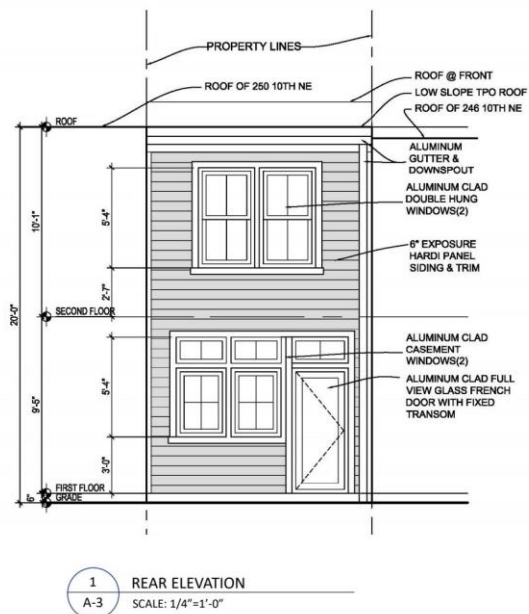 PROPERTY LINES
ROOF OF 250 10TH NE
ROOF @ FRONT
LOW SLOPE TPO ROOF
ROOF OF 246 10TH NE
ROOF
ALUMINUM
GUTTER &
DOWNSPOUT
ALUMINUM CLAD
DOUBLE HUNG
WINDOWS(2)
6" EXPOSURE
HARDI PANEL
SIDING & TRIM
5'-4"
10'-1"
2'-7"
SECOND FLOOR
20'-0"
ALUMINUM CLAD
CASEMENT
WINDOWS(2)
ALUMINUM CLAD FULL
VIEW GLASS FRENCH
DOOR WITH FIXED
TRANSOM
5'-4"
9'-5"
3'-0"
FIRST FLOOR
6"
GRADE
1
A-3
REAR ELEVATION
SCALE: 1/4"=1'-0"